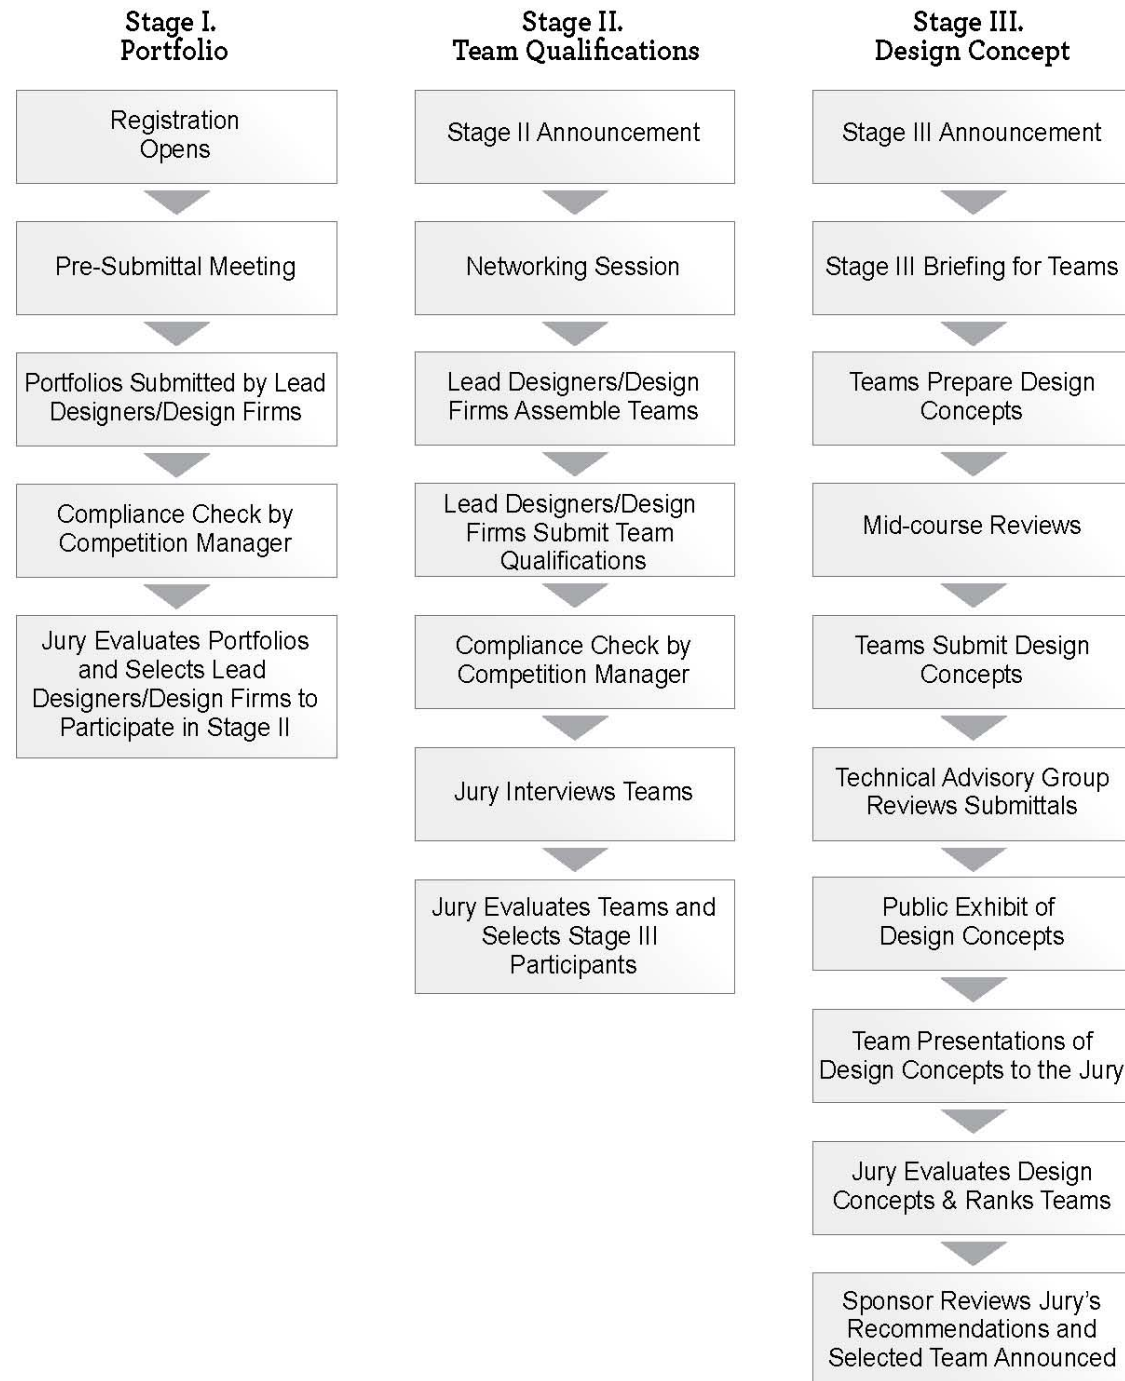 Stage I.
Portfolio
Registration
Opens
Pre-Submittal Meeting
Portfolios Submitted by Lead
Designers/Design Firms
Compliance Check by
Competition Manager
Jury Evaluates Portfolios
and Selects Lead
Designers/Design Firms to
Participate in Stage II
Stage II.
Team Qualifications
Stage II Announcement
Networking Session
Lead Designers/Design
Firms Assemble Teams
Lead Designers/Design
Firms Submit Team
Qualifications
Compliance Check by
Competition Manager
Jury Interviews Teams
Jury Evaluates Teams and
Selects Stage III
Participants
Stage III.
Design Concept
Stage III Announcement
Stage III Briefing for Teams
Teams Prepare Design
Concepts
Mid-course Reviews
Teams Submit Design
Concepts
Technical Advisory Group
Reviews Submittals
Public Exhibit of
Design Concepts
Team Presentations of
Design Concepts to the Jury
Jury Evaluates Design
Concepts & Ranks Teams
Sponsor Reviews Jury’s
Recommendations and
Selected Team Announced